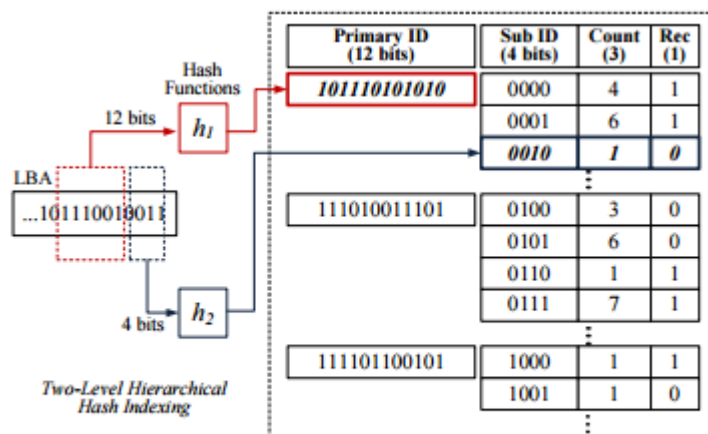 Primary ID
(12 bits)
Sub ID
(4 bits)
Count
(3)
Rec
(1)
Hash
Functions
101110101010
0000 4 1
12 bits
h1
0001 6 1
0010 1 0
LBA
...101110010011
111010011101
0100 3 0
0101 6 0
0110 1 1
4 bits
h2
0111 7 1
Two-Level Hierarchical
Hash Indexing
111101100101
1000 1 1
1001 1 0